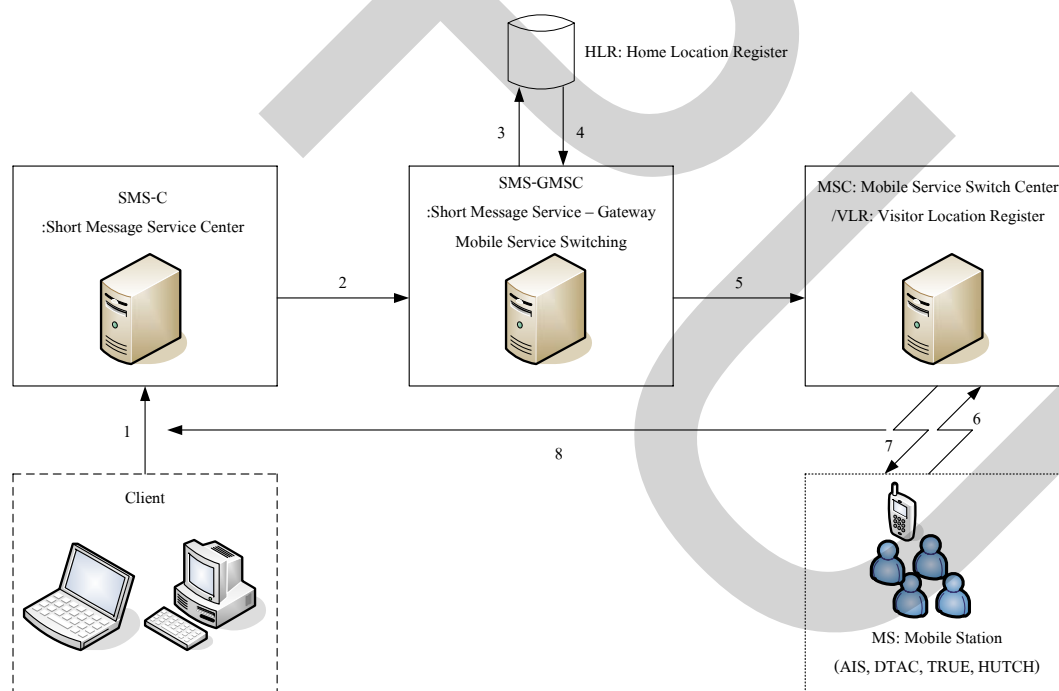 HLR: Home Location Register
3
4
SMS-C
:Short Message Service Center
SMS-GMSC
:Short Message Service – Gateway
Mobile Service Switching
MSC: Mobile Service Switch Center
/VLR: Visitor Location Register
2
5
1
8
7
6
Client
MS: Mobile Station
(AIS, DTAC, TRUE, HUTCH)